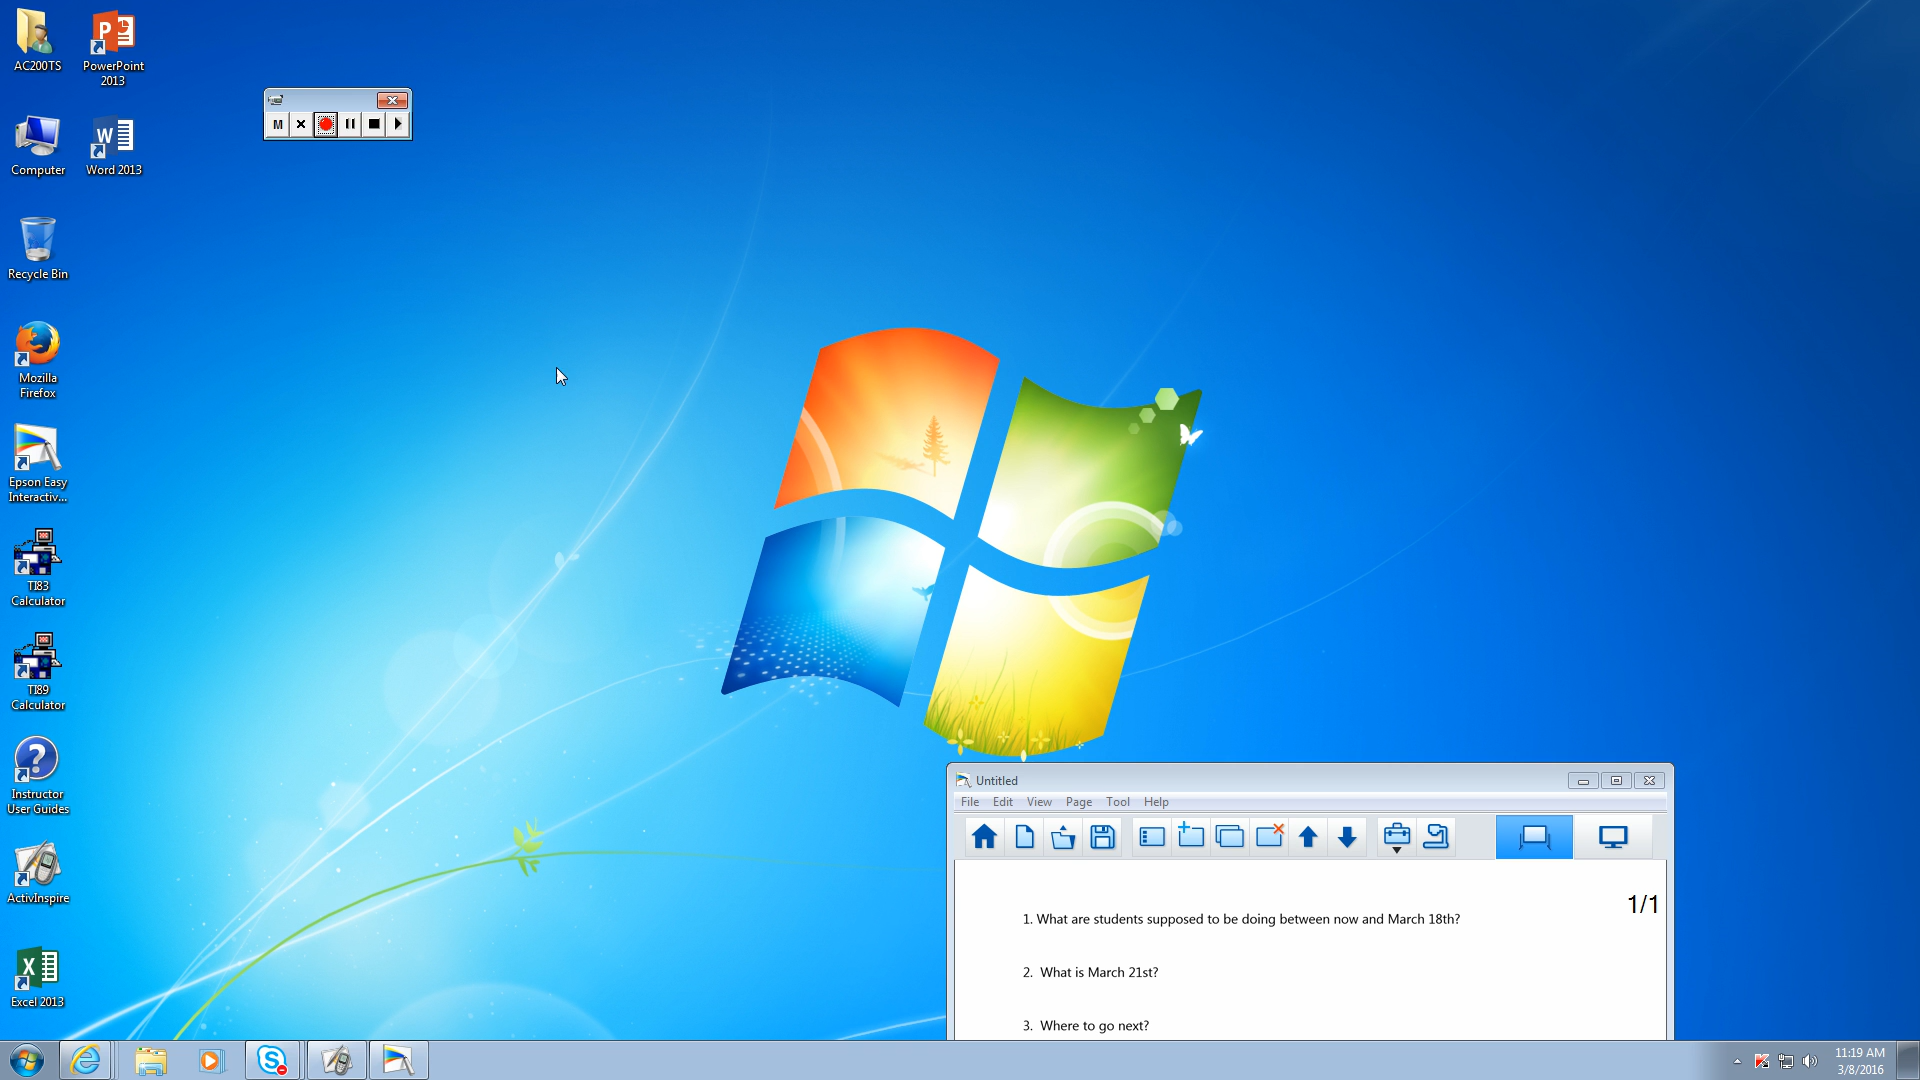 AC200TS
PowerPoint
2013
Computer
Word 2013
Recycle Bin
Mozilla
Firefox
Epson Easy
Interactiv...
TI83
Calculator
TI89
Calculator
Instructor
User Guides
ActivInspire
Excel 2013
M
Untitled
File Edit View Page Tool Help
1/1
1. What are students supposed to be doing between now and March 18th?
2. What is March 21st?
3. Where to go next?
11:19 AM
3/8/2016